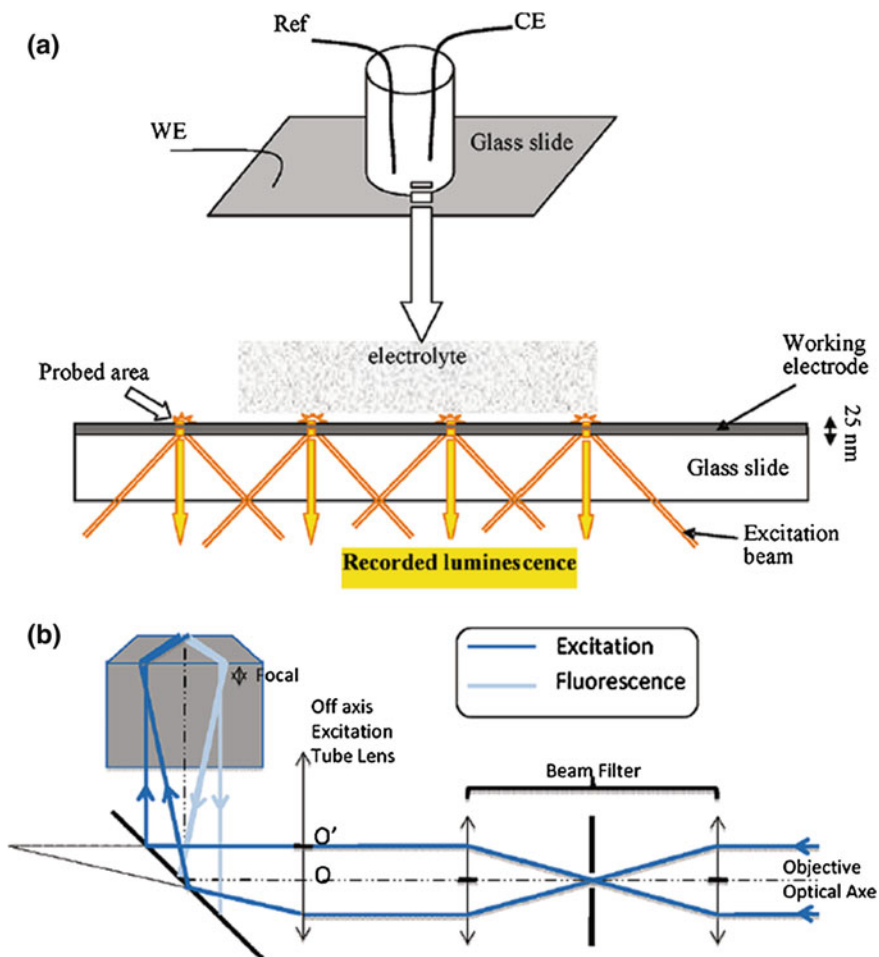 (a)
Ref
CE
WE
Glass slide
electrolyte
Probed area
Working
electrode
25 nm
Glass slide
Excitation
beam
Recorded luminescence
(b)
Focal
Off axis
Excitation
Tube Lens
Excitation
Fluorescence
Beam Filter
O'
O
Objective
Optical Axe